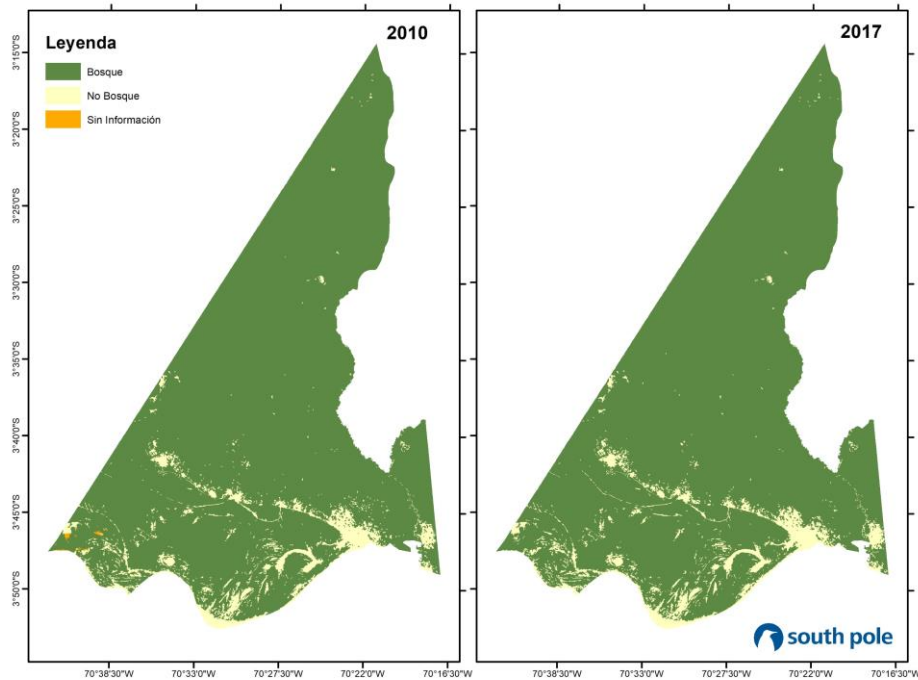 Leyenda
Bosque
No Bosque
Sin Información
2010
2017
3°15'0"S
3°20'0"S
3°25'0"S
3°30'0"S
3°35'0"S
3°40'0"S
3°45'0"S
3°50'0"S
70°38'30"W
70°33'0"W
70°27'30"W
70°22'0"W
70°16'30"W
70°38'30"W
70°33'0"W
70°27'30"W
70°22'0"W
70°16'30"W
south pole